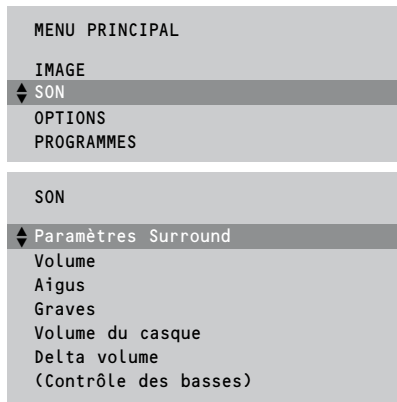 MENU PRINCIPAL
IMAGE
SON
OPTIONS
PROGRAMMES
SON
Paramètres Surround
Volume
Aigus
Graves
Volume du casque
Delta volume
(Contrôle des basses)